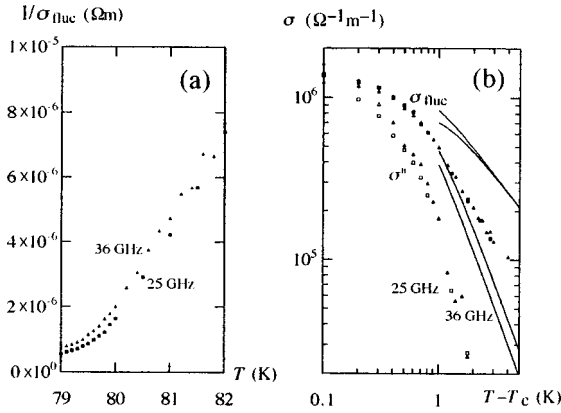 1/σfluc (Ωm)
1×10⁻⁵
8×10⁻⁶
6×10⁻⁶
4×10⁻⁶
2×10⁻⁶
0×10⁰
(a)
36 GHz
25 GHz
79 80 81 82
T (K)
σ (Ω⁻¹m⁻¹)
10⁶
10⁵
(b)
σfluc
σ"
25 GHz
36 GHz
0.1 1
T−Tc (K)